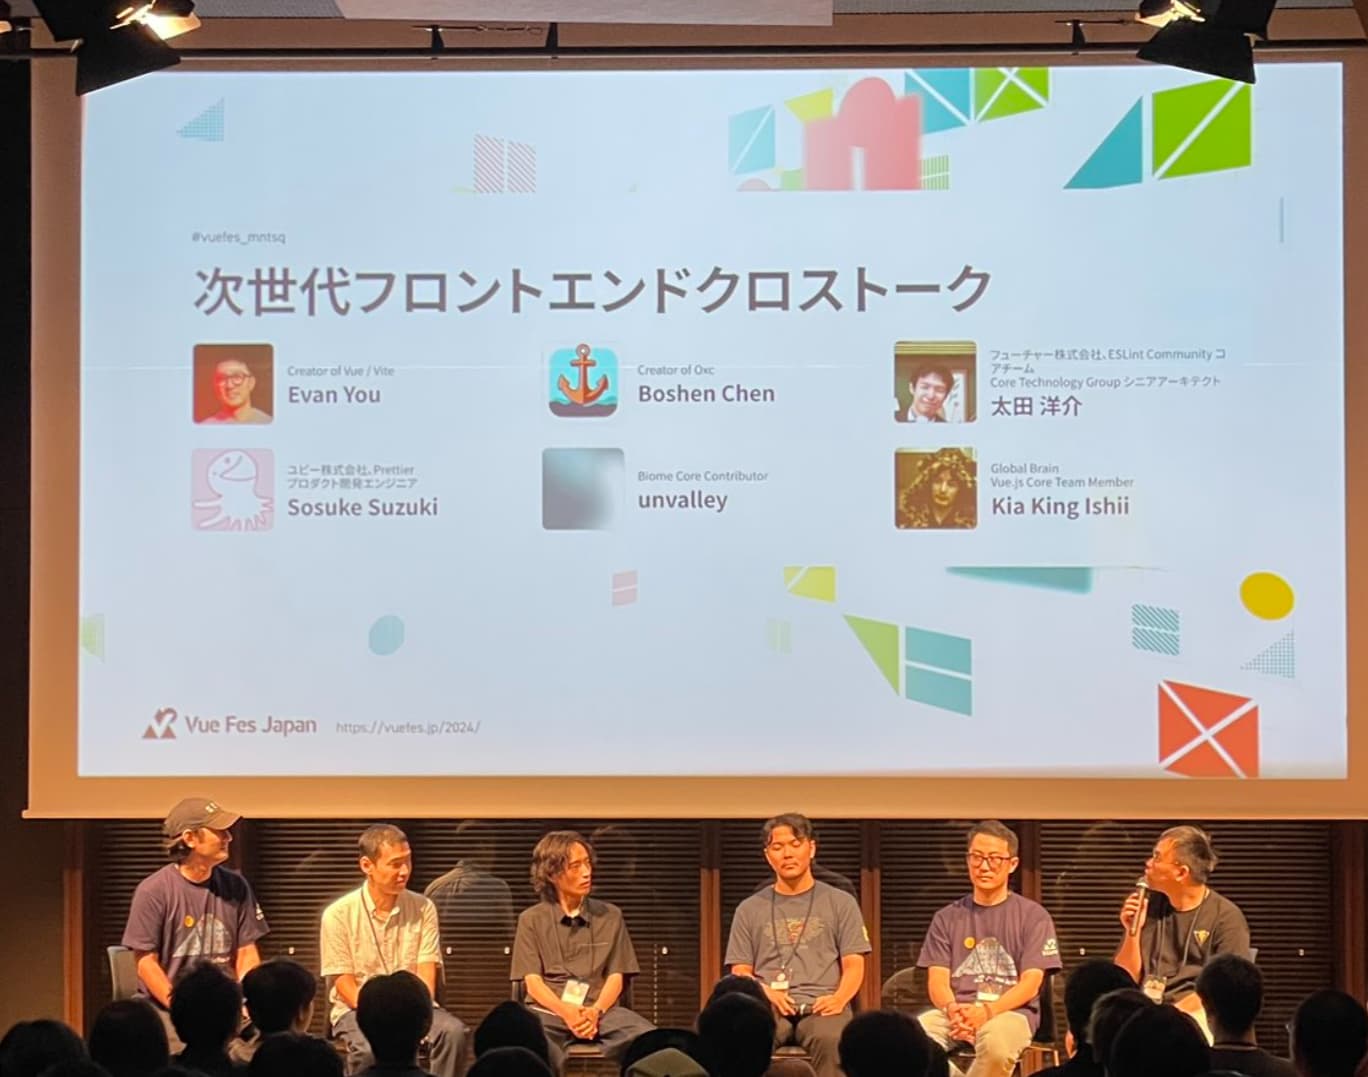 #vuefes_mntsq
次世代フロントエンドクロストーク
Creator of Vue / Vite
Evan You
Creator of Oxc
Boshen Chen
フューチャー株式会社、ESLint Community コ
アチーム
Core Technology Group シニアアーキテクト
太田 洋介
ユビー株式会社、Prettier
プロダクト開発エンジニア
Sosuke Suzuki
Biome Core Contributor
unvalley
Global Brain
Vue.js Core Team Member
Kia King Ishii
Vue Fes Japan
https://vuefes.jp/2024/